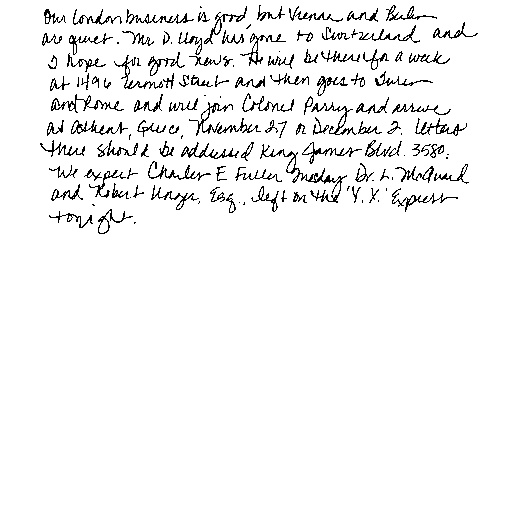 Our London business is good, but Vienna and Berlin
are quiet. Mr. D. Lloyd has gone to Switzerland and
I hope for good news. He will be there for a week
at 1496 Zermott Street and then goes to Turin
and Rome and will join Colonel Parry and arrive
at Athens, Greece, November 27 or December 2. Letters
there should be addressed King James Blvd. 3580.
We expect Charles E. Fuller Tuesday. Dr. L. McQuaid
and Robert Unger, Esq., left on the 'Y.X.' Express
tonight.